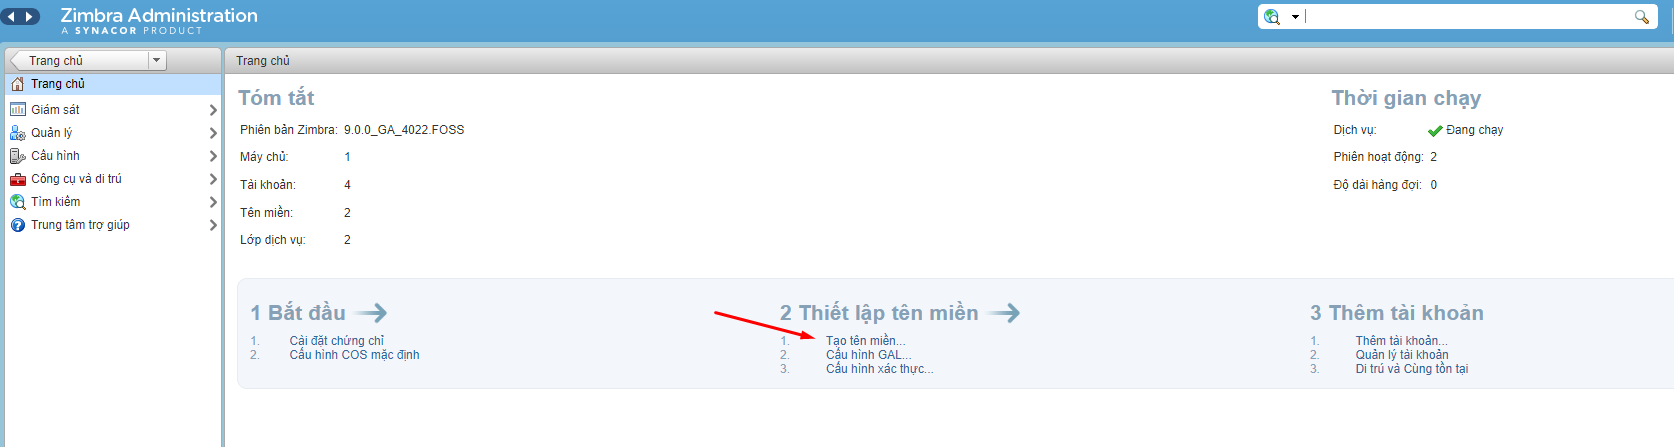 Zimbra Administration
A SYNACOR PRODUCT
Trang chủ
Trang chủ
Giám sát
Quản lý
Cấu hình
Công cụ và di trú
Tìm kiếm
Trung tâm trợ giúp
Trang chủ
Tóm tắt
Phiên bản Zimbra: 9.0.0_GA_4022.FOSS
Máy chủ: 1
Tài khoản: 4
Tên miền: 2
Lớp dịch vụ: 2
Thời gian chạy
Dịch vụ: Đang chạy
Phiên hoạt động: 2
Độ dài hàng đợi: 0
1 Bắt đầu
1. Cài đặt chứng chỉ
2. Cấu hình COS mặc định
2 Thiết lập tên miền
1. Tạo tên miền...
2. Cấu hình GAL...
3. Cấu hình xác thực...
3 Thêm tài khoản
1. Thêm tài khoản...
2. Quản lý tài khoản
3. Di trú và Cùng tồn tại